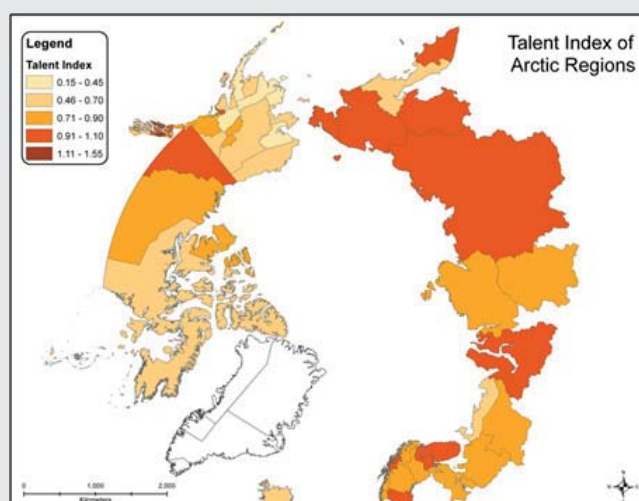 Talent Index of
Arctic Regions
Legend
Talent Index
0.15 - 0.45
0.46 - 0.70
0.71 - 0.90
0.91 - 1.10
1.11 - 1.55
0 1,000 2,000
Kilometers
N